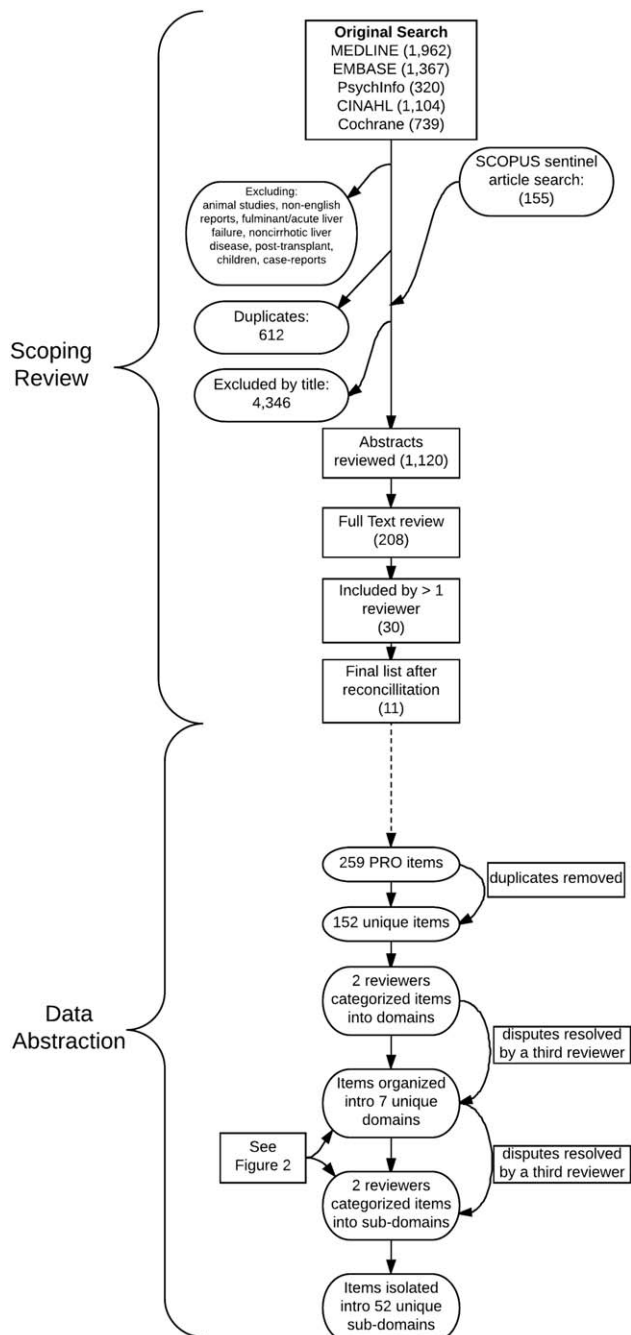 Original Search
MEDLINE (1,962)
EMBASE (1,367)
PsychInfo (320)
CINAHL (1,104)
Cochrane (739)
SCOPUS sentinel
article search:
(155)
Excluding:
animal studies, non-english
reports, fulminant/acute liver
failure, noncirrhotic liver
disease, post-transplant,
children, case-reports
Duplicates:
612
Excluded by title:
4,346
Scoping
Review
Abstracts
reviewed (1,120)
Full Text review
(208)
Included by > 1
reviewer
(30)
Final list after
reconcillitation
(11)
259 PRO items
duplicates removed
152 unique items
2 reviewers
categorized items
into domains
Data
Abstraction
disputes resolved
by a third reviewer
Items organized
intro 7 unique
domains
See
Figure 2
disputes resolved
by a third reviewer
2 reviewers
categorized items
into sub-domains
Items isolated
intro 52 unique
sub-domains